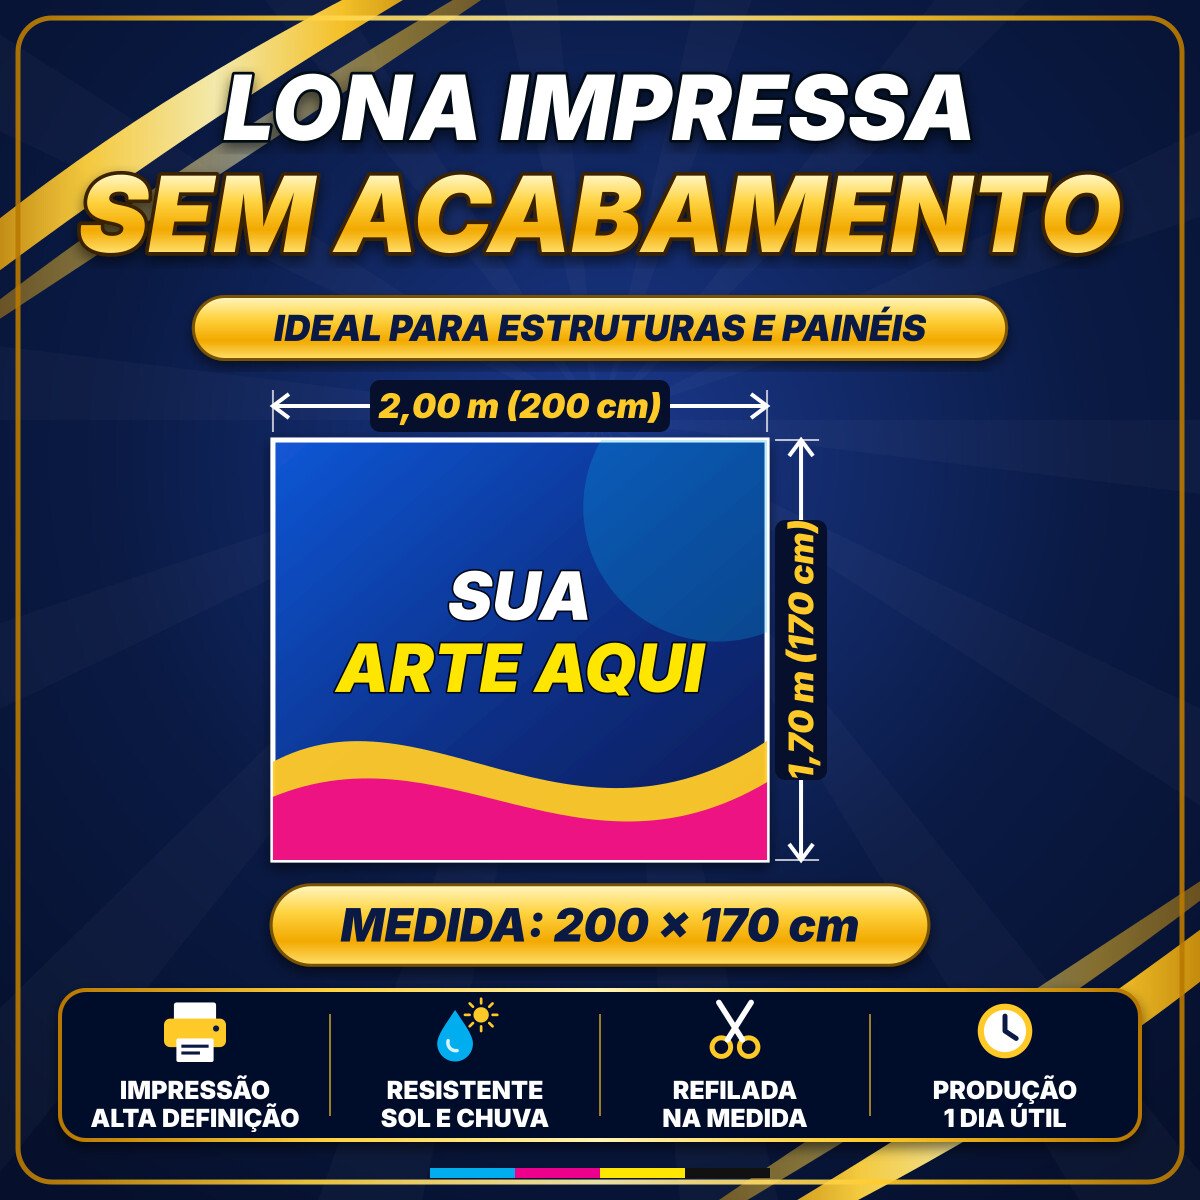 LONA IMPRESSA
SEM ACABAMENTO
IDEAL PARA ESTRUTURAS E PAINÉIS
2,00 m (200 cm)
1,70 m (170 cm)
SUA
ARTE AQUI
MEDIDA: 200 × 170 cm
IMPRESSÃO
ALTA DEFINIÇÃO
RESISTENTE
SOL E CHUVA
REFILADA
NA MEDIDA
PRODUÇÃO
1 DIA ÚTIL